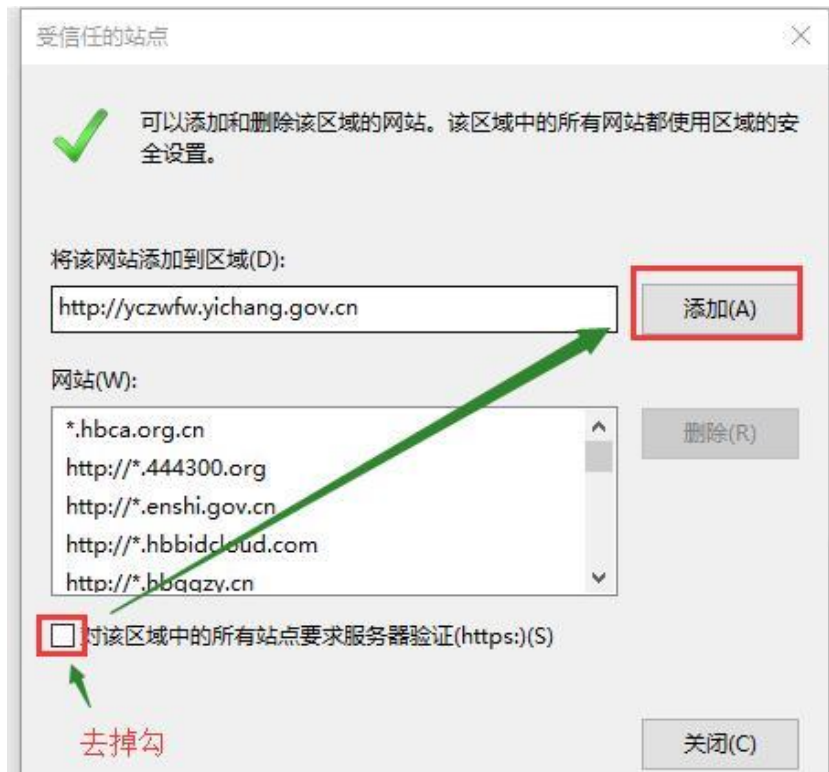 受信任的站点
可以添加和删除该区域的网站。该区域中的所有网站都使用区域的安
全设置。
将该网站添加到区域(D):
http://yczwfw.yichang.gov.cn
添加(A)
网站(W):
*.hbca.org.cn
http://*.444300.org
http://*.enshi.gov.cn
http://*.hbbidcloud.com
http://*.hbggzy.cn
删除(R)
对该区域中的所有站点要求服务器验证(https:)(S)
去掉勾
关闭(C)